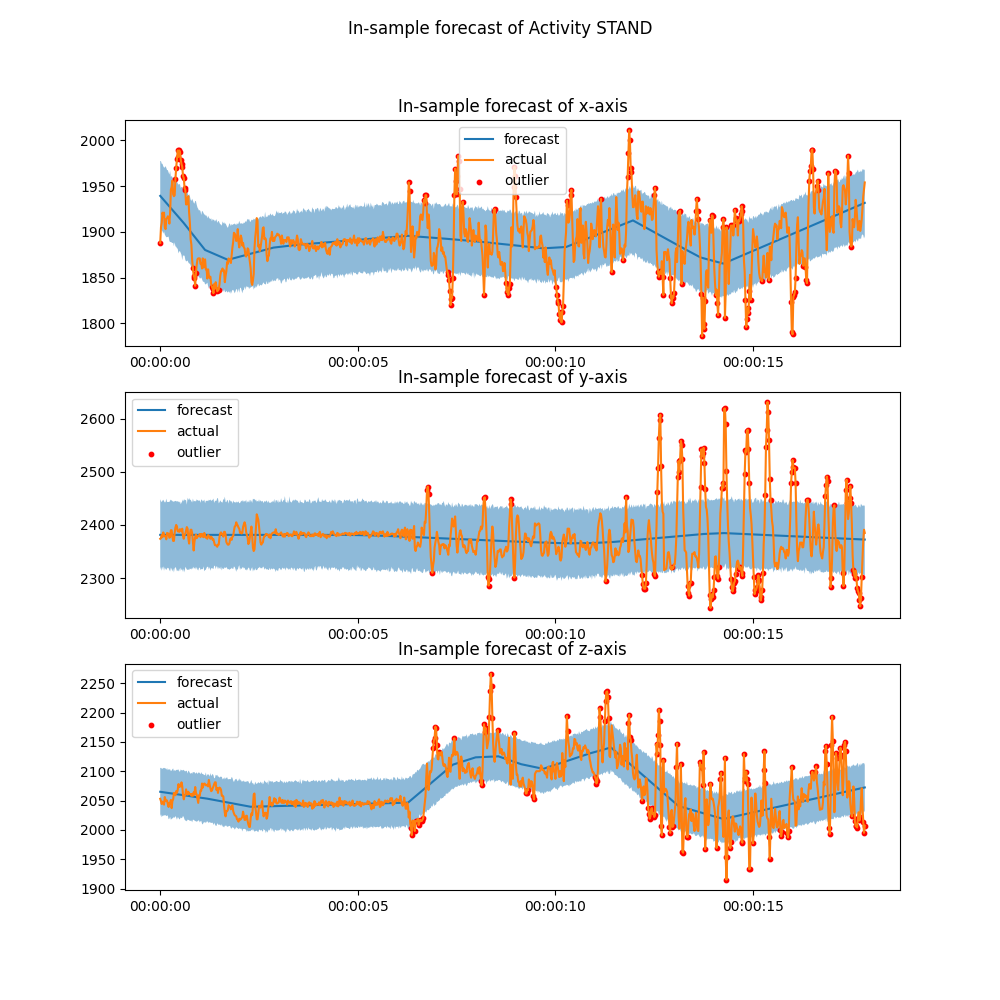 In-sample forecast of Activity STAND
In-sample forecast of x-axis
forecast
actual
outlier
2000
1950
1900
1850
1800
00:00:00 00:00:05 00:00:10 00:00:15
In-sample forecast of y-axis
forecast
actual
outlier
2600
2500
2400
2300
00:00:00 00:00:05 00:00:10 00:00:15
In-sample forecast of z-axis
forecast
actual
outlier
2250
2200
2150
2100
2050
2000
1950
1900
00:00:00 00:00:05 00:00:10 00:00:15